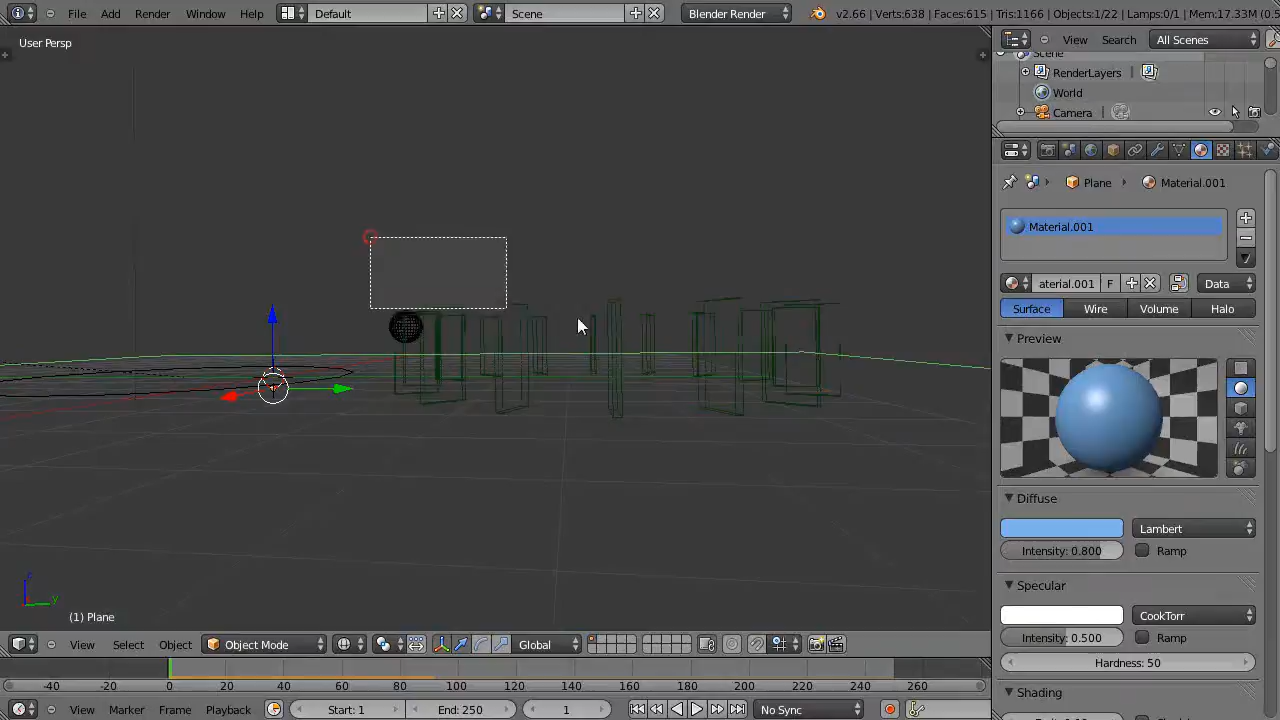 File Add Render Window Help Default Scene Blender Render v2.66 | Verts:638 | Faces:615 | Tris:1166 | Objects:1/22 | Lamps:0/1 | Mem:17.33M (0.5
User Persp
View Search All Scenes
Scene
RenderLayers
World
Camera
Plane Material.001
Material.001
aterial.001 F Data
Surface Wire Volume Halo
Preview
Diffuse
Lambert
Intensity: 0.800 Ramp
Specular
CookTorr
Intensity: 0.500 Ramp
Hardness: 50
Shading
z
y
(1) Plane
View Select Object Object Mode Global
-40 -20 0 20 40 60 80 100 120 140 160 180 200 220 240 260
View Marker Frame Playback Start: 1 End: 250 1 No Sync